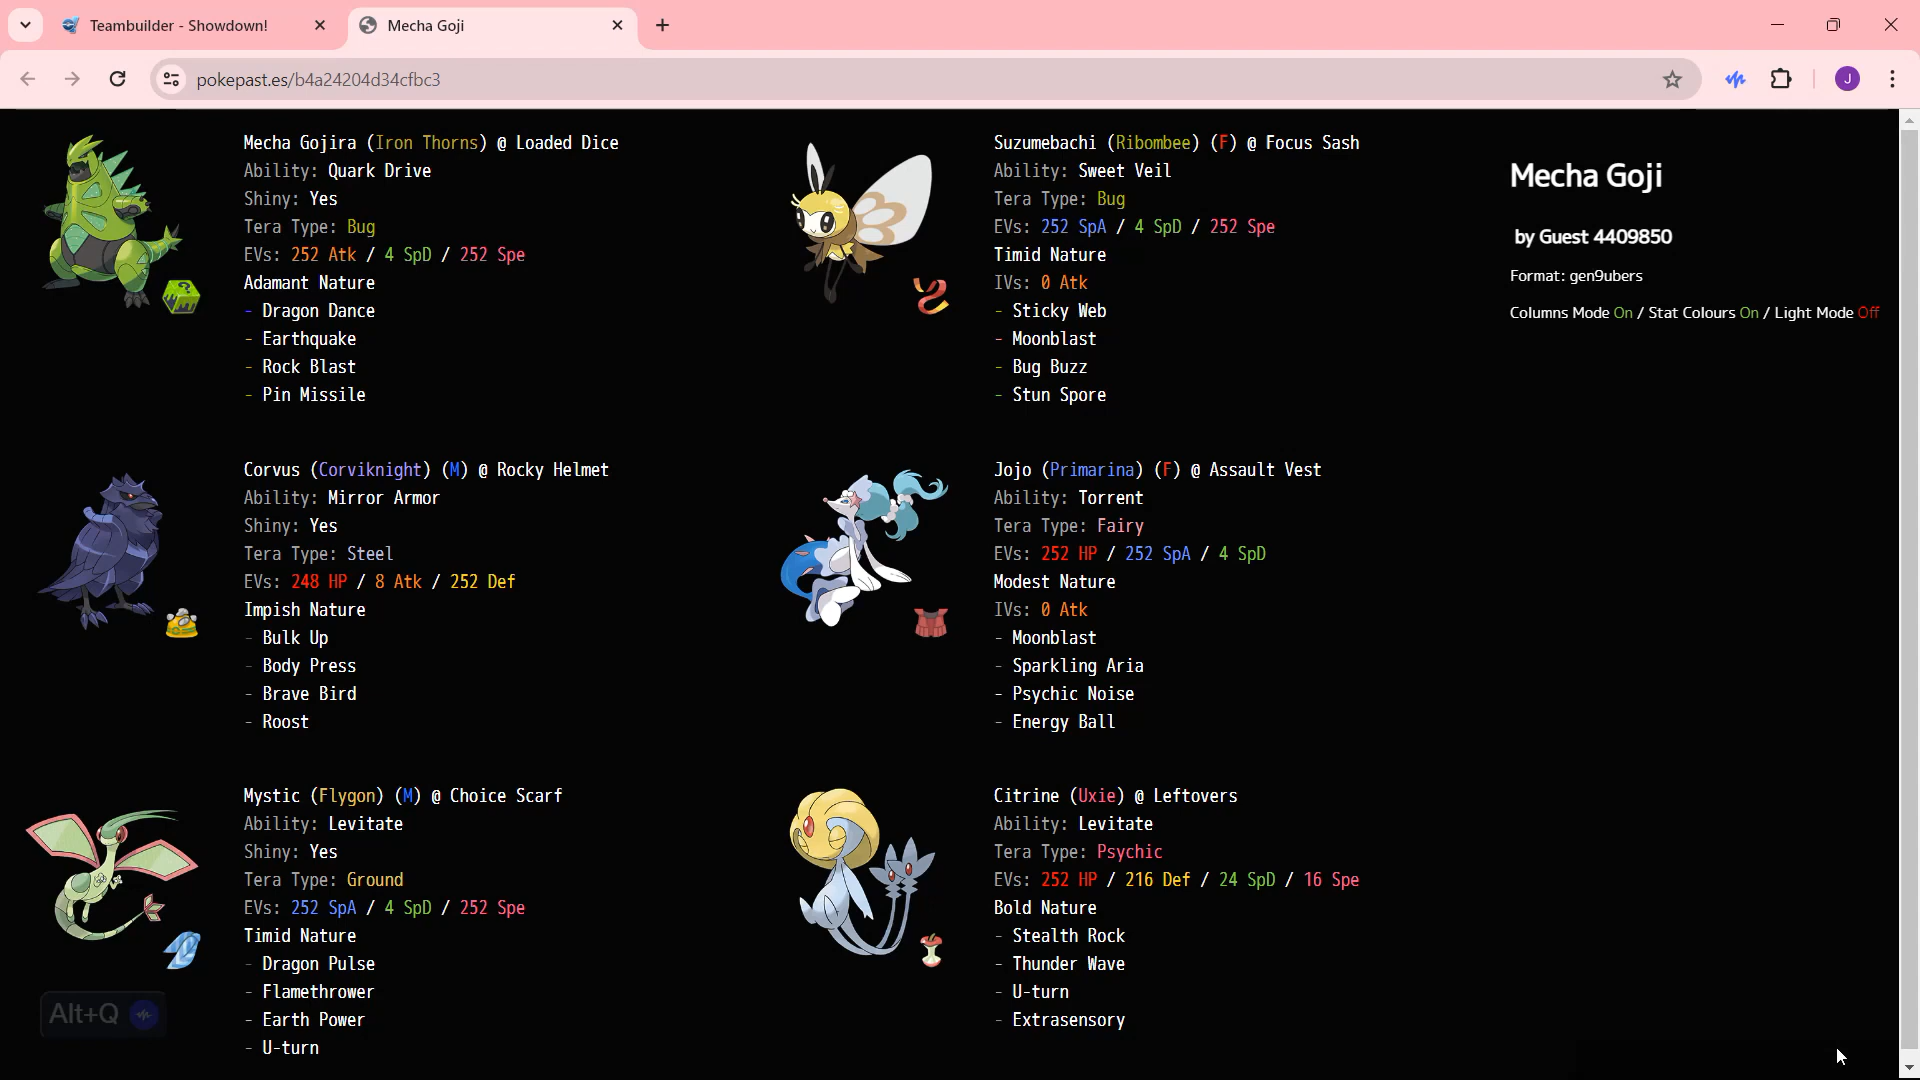 Teambuilder - Showdown!
Mecha Goji
pokepast.es/b4a24204d34cfbc3
J
Mecha Gojira (Iron Thorns) @ Loaded Dice
Ability: Quark Drive
Shiny: Yes
Tera Type: Bug
EVs: 252 Atk / 4 SpD / 252 Spe
Adamant Nature
- Dragon Dance
- Earthquake
- Rock Blast
- Pin Missile
Suzumebachi (Ribombee) (F) @ Focus Sash
Ability: Sweet Veil
Tera Type: Bug
EVs: 252 SpA / 4 SpD / 252 Spe
Timid Nature
IVs: 0 Atk
- Sticky Web
- Moonblast
- Bug Buzz
- Stun Spore
Mecha Goji
by Guest 4409850
Format: gen9ubers
Columns Mode On / Stat Colours On / Light Mode Off
Corvus (Corviknight) (M) @ Rocky Helmet
Ability: Mirror Armor
Shiny: Yes
Tera Type: Steel
EVs: 248 HP / 8 Atk / 252 Def
Impish Nature
- Bulk Up
- Body Press
- Brave Bird
- Roost
Jojo (Primarina) (F) @ Assault Vest
Ability: Torrent
Tera Type: Fairy
EVs: 252 HP / 252 SpA / 4 SpD
Modest Nature
IVs: 0 Atk
- Moonblast
- Sparkling Aria
- Psychic Noise
- Energy Ball
Mystic (Flygon) (M) @ Choice Scarf
Ability: Levitate
Shiny: Yes
Tera Type: Ground
EVs: 252 SpA / 4 SpD / 252 Spe
Timid Nature
- Dragon Pulse
- Flamethrower
- Earth Power
- U-turn
Citrine (Uxie) @ Leftovers
Ability: Levitate
Tera Type: Psychic
EVs: 252 HP / 216 Def / 24 SpD / 16 Spe
Bold Nature
- Stealth Rock
- Thunder Wave
- U-turn
- Extrasensory
Alt+Q